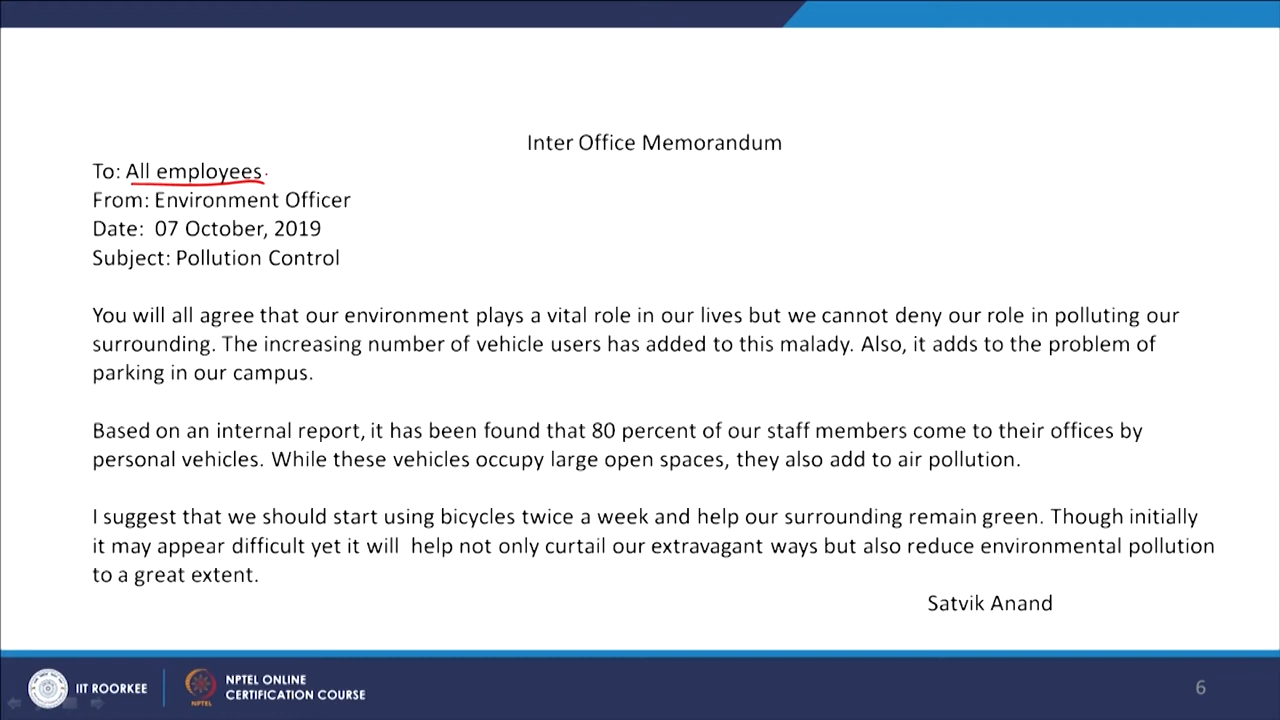 Inter Office Memorandum
To: All employees
From: Environment Officer
Date: 07 October, 2019
Subject: Pollution Control
You will all agree that our environment plays a vital role in our lives but we cannot deny our role in polluting our
surrounding. The increasing number of vehicle users has added to this malady. Also, it adds to the problem of
parking in our campus.
Based on an internal report, it has been found that 80 percent of our staff members come to their offices by
personal vehicles. While these vehicles occupy large open spaces, they also add to air pollution.
I suggest that we should start using bicycles twice a week and help our surrounding remain green. Though initially
it may appear difficult yet it will help not only curtail our extravagant ways but also reduce environmental pollution
to a great extent.
Satvik Anand
IIT ROORKEE
NPTEL
NPTEL ONLINE
CERTIFICATION COURSE
6